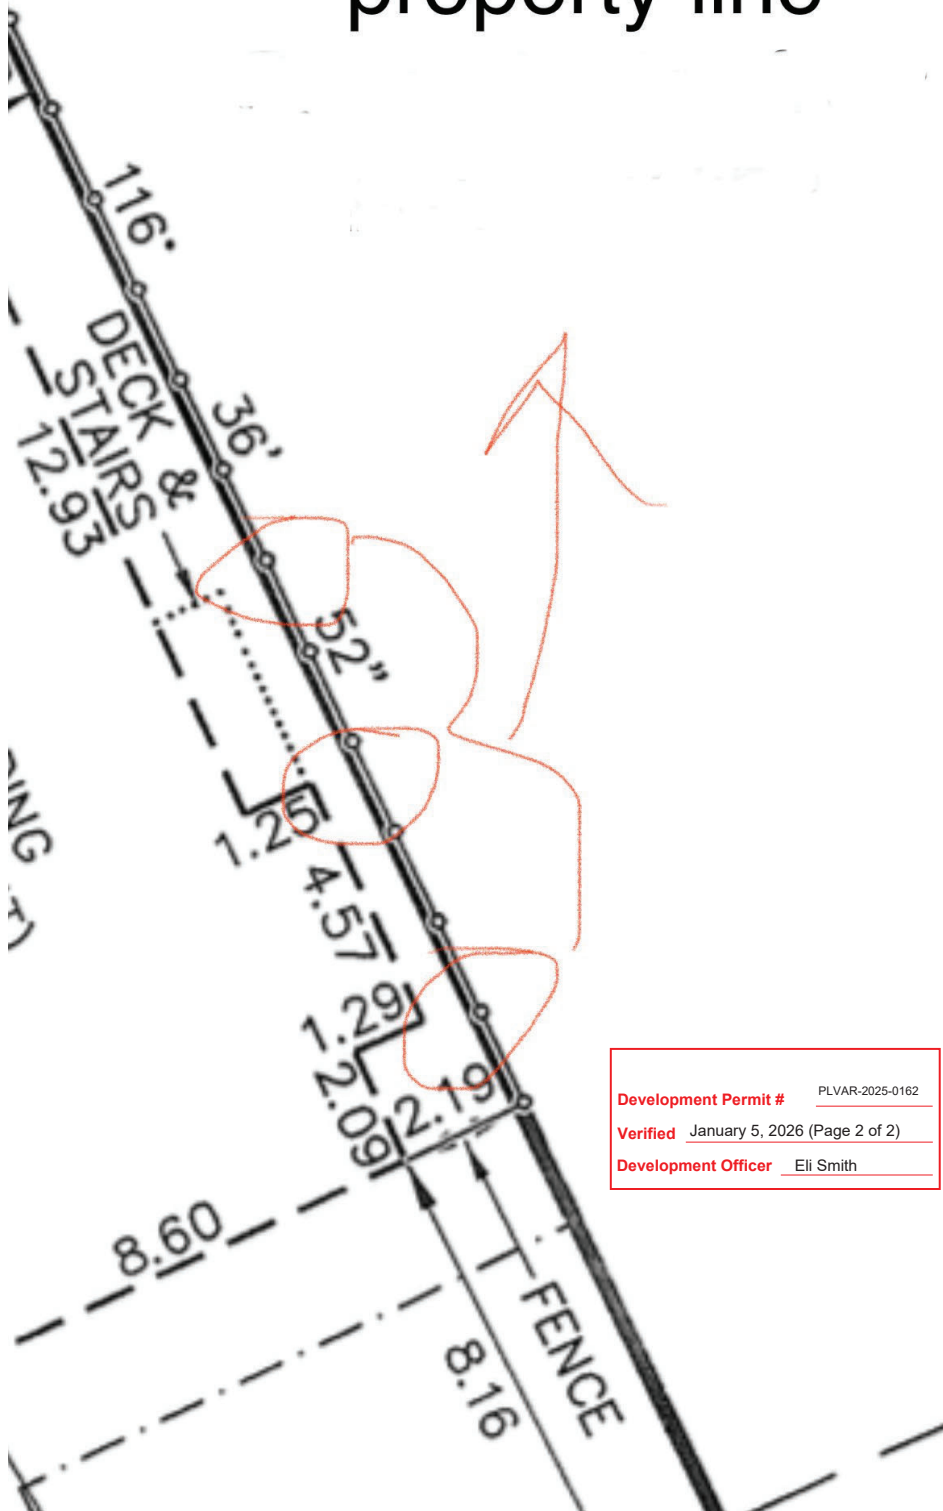 property line
116°
DECK &
STAIRS
12.93
36'
52"
1.25
4.57
1.29
2.09
2.19
8.60
8.16
FENCE
Development Permit # PLVAR-2025-0162
Verified January 5, 2026 (Page 2 of 2)
Development Officer Eli Smith